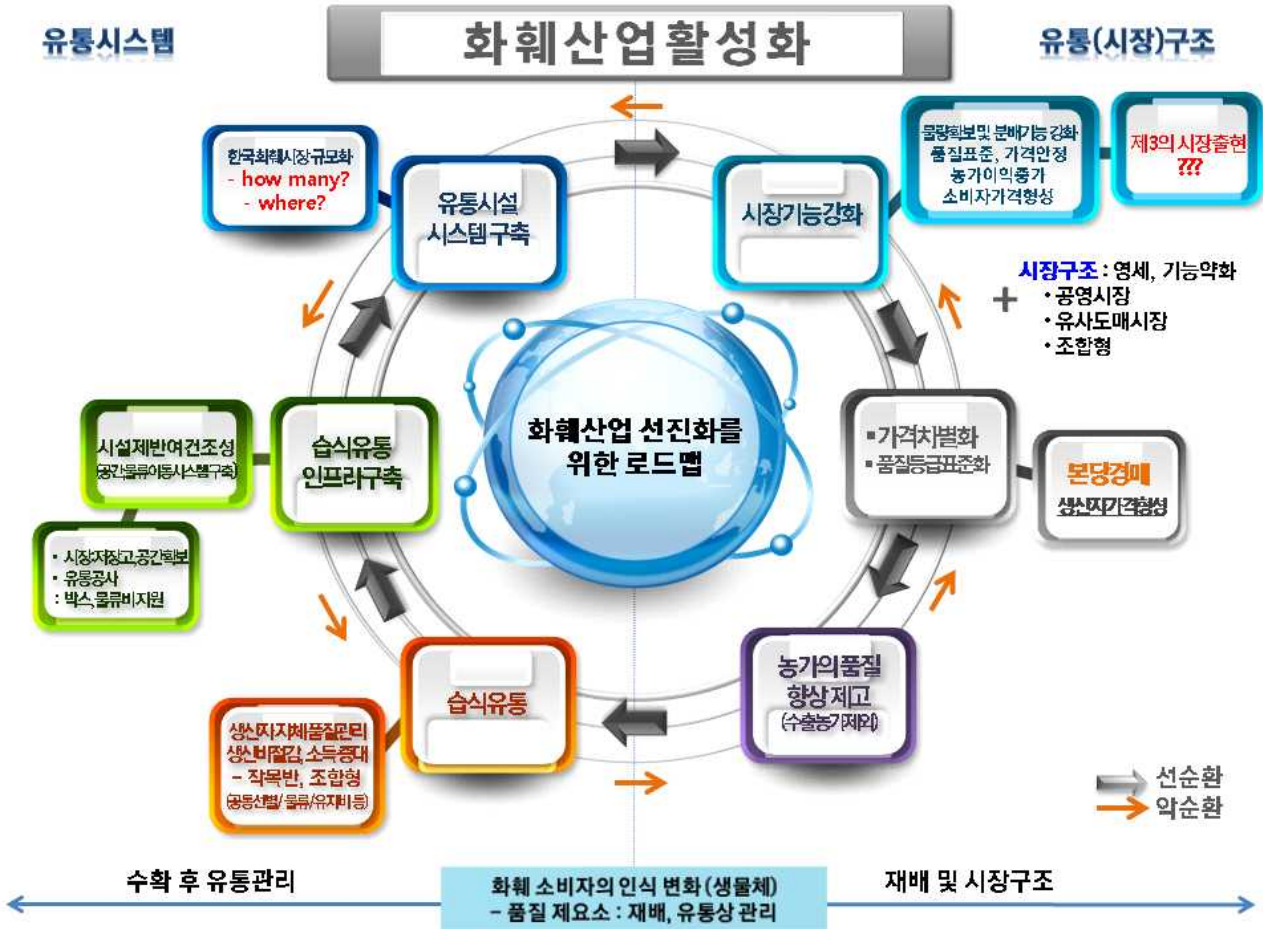 유통시스템
화훼산업활성화
유통(시장)구조
한국화훼시장 규모화
- how many?
- where?
유통시설
시스템 구축
시장기능강화
물량확보 및 분배기능 강화
품질표준, 가격안정
농가이익증가
소비자가격형성
제3의 시장출현
???
시장구조 : 영세, 기능약화
+
• 공영시장
• 유사도매시장
• 조합형
시설제반여건조성
(공간,물류이동시스템구축)
습식유통
인프라구축
화훼산업 선진화를
위한 로드맵
▪ 가격차별화
▪ 품질등급표준화
본당경매
생산자가격형성
▪ 시장:저장고,공간확보
▪ 유통공사
: 박스,물류비지원
습식유통
농가의 품질
향상 제고
(수출농가제외)
생산자 자체 품질관리
생산비절감, 소득증대
- 작목반, 조합형
(공동선별/물류/유지비 등)
선순환
악순환
수확 후 유통관리
화훼 소비자의 인식 변화 (생물체)
- 품질 제요소 : 재배, 유통상 관리
재배 및 시장구조